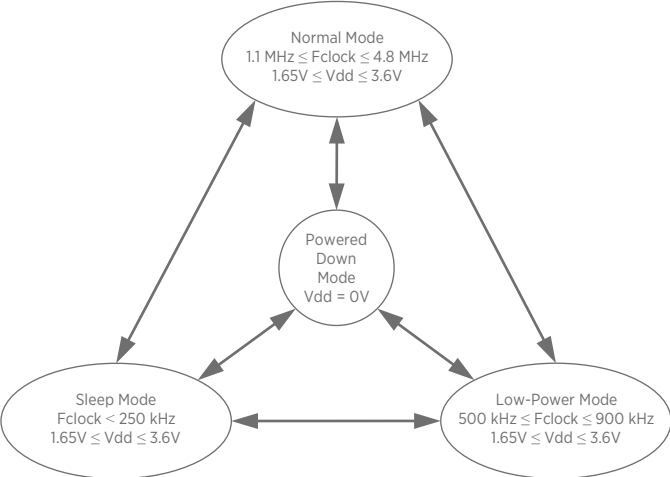 Normal Mode
1.1 MHz ≤ Fclock ≤ 4.8 MHz
1.65V ≤ Vdd ≤ 3.6V
Powered
Down
Mode
Vdd = 0V
Sleep Mode
Fclock < 250 kHz
1.65V ≤ Vdd ≤ 3.6V
Low-Power Mode
500 kHz ≤ Fclock ≤ 900 kHz
1.65V ≤ Vdd ≤ 3.6V